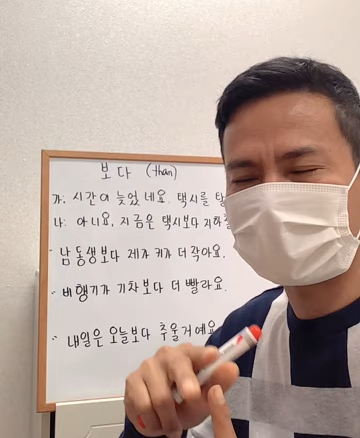 보다 (than)
가: 시간이 늦었네요. 택시를
나: 아니요, 지금은 택시보다
남동생보다 제가 키가 더 작아요.
비행기가 기차보다 더 빨라요.
내일은 오늘보다 추울거예요